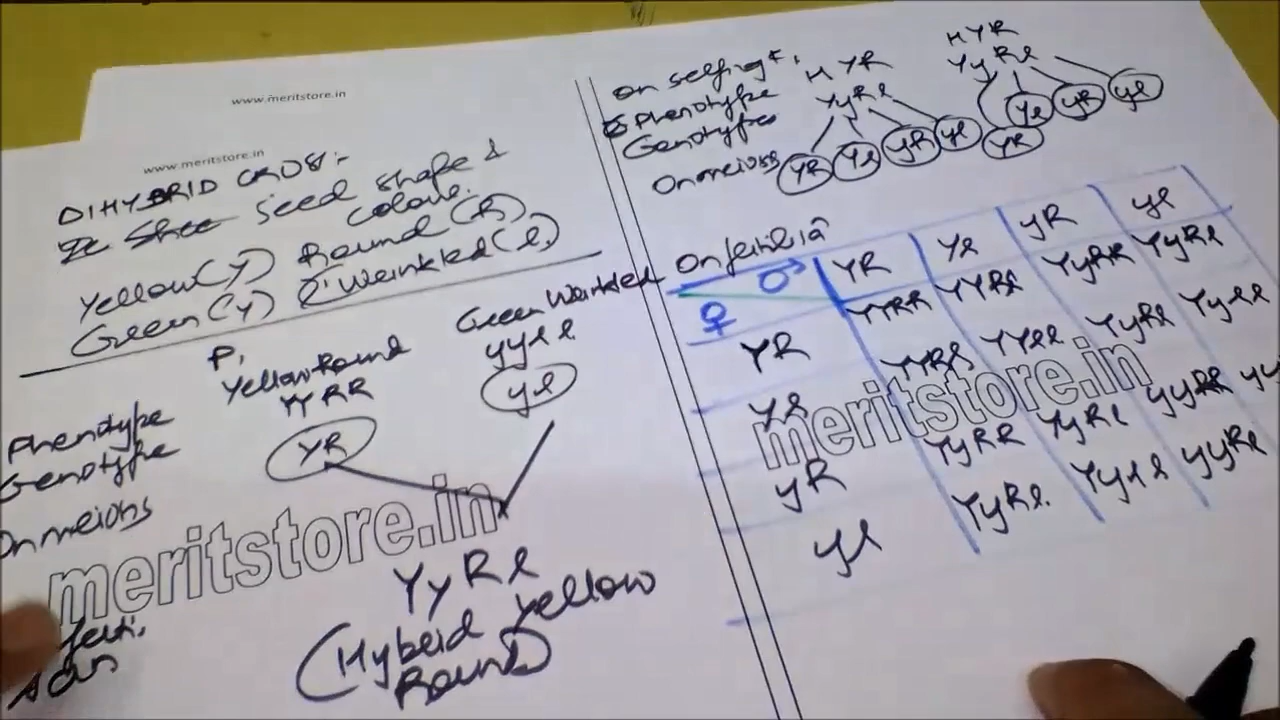 www.meritstore.in
www.meritstore.in
DIHYBRID CROSS:-
Seed Shape &
Colour.
Yellow(Y) Round(R)
Green(y) Wrinkled(r)
P1
Yellow Round Green Wrinkled
Phenotype
YYRR yyrr
Genotype
YR yr
On meiosis
YyRr
(Hybrid Yellow
Round)
On selfing F1
Phenotype HYR HYR
Genotype YyRr YyRr
On meiosis YR Yr yR yr YR Yr yR yr
On
♀ ♂ YR Yr yR yr
YR YYRR YYRr YyRR YyRr
Yr YYRr YYrr YyRr Yyrr
yR YyRR YyRr yyRR yy
yr YyRr Yyrr yyRr
meritstore.in
meritstore.in